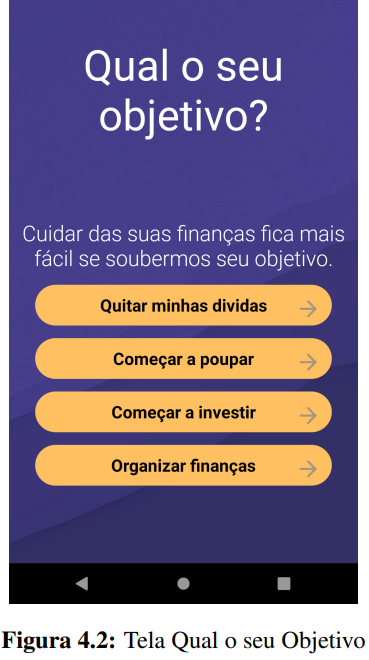 Qual o seu
objetivo?
Cuidar das suas finanças fica mais
fácil se soubermos seu objetivo.
Quitar minhas dividas
Começar a poupar
Começar a investir
Organizar finanças
Figura 4.2: Tela Qual o seu Objetivo